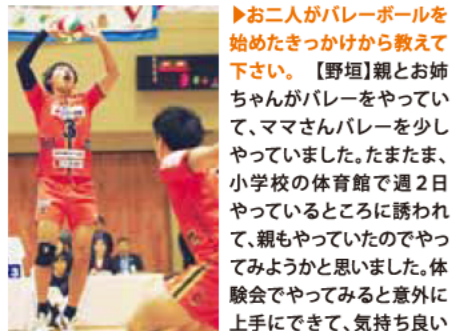 ▶お二人がバレーボールを
始めたきっかけから教えて
下さい。 【野垣】親とお姉
ちゃんがバレーをやってい
て、ママさんバレーを少し
やっていました。たまたま、
小学校の体育館で週2日
やっているところに誘われ
て、親もやっていたのでやっ
てみようかと思いました。体
験会でやってみると意外に
上手にできて、気持ち良い
3